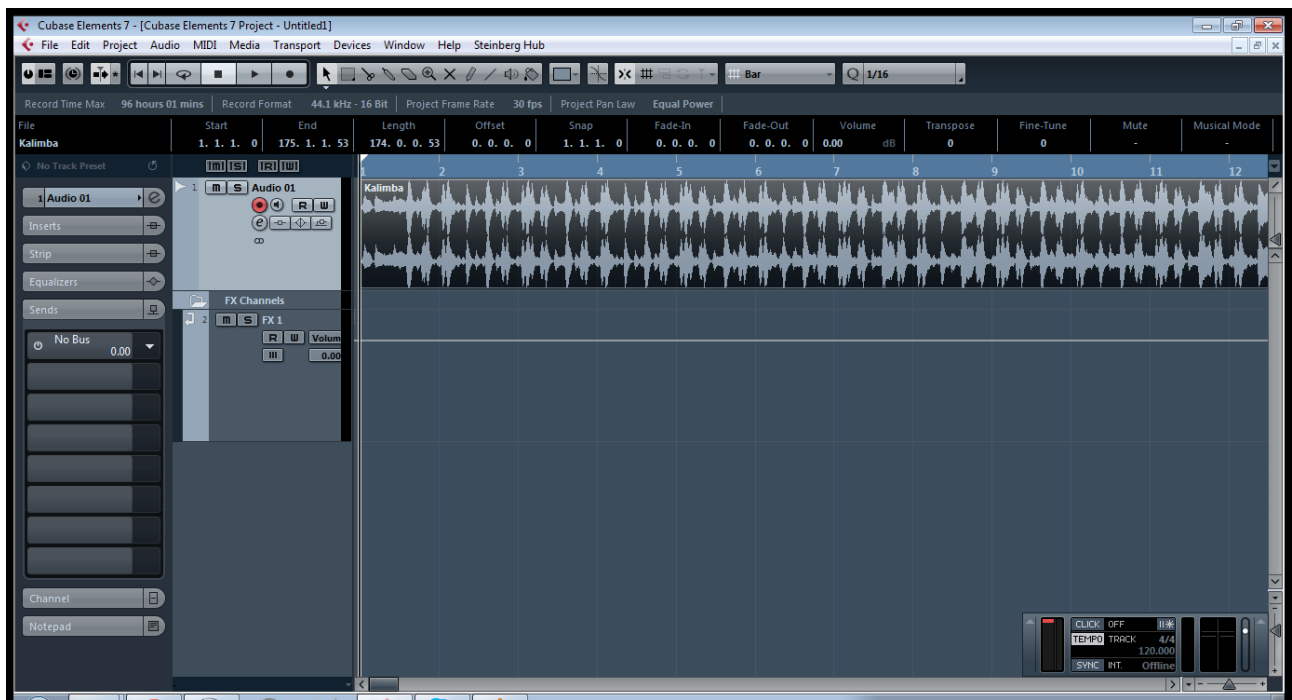 Cubase Elements 7 - [Cubase Elements 7 Project - Untitled1]
File Edit Project Audio MIDI Media Transport Devices Window Help Steinberg Hub
Bar Q 1/16
Record Time Max 96 hours 01 mins Record Format 44.1 kHz - 16 Bit Project Frame Rate 30 fps Project Pan Law Equal Power
File Start End Length Offset Snap Fade-In Fade-Out Volume Transpose Fine-Tune Mute Musical Mode
Kalimba 1. 1. 1. 0 175. 1. 1. 53 174. 0. 0. 53 0. 0. 0. 0 1. 1. 1. 0 0. 0. 0. 0 0. 0. 0. 0 0.00 dB 0 0 - -
No Track Preset m S R W 1 2 3 4 5 6 7 8 9 10 11 12
1 Audio 01 e
1 m S Audio 01
R W
e
Kalimba
Inserts
Strip
Equalizers
Sends
No Bus
0.00
Channel
Notepad
FX Channels
2 m S FX 1
R W Volum
0.00
CLICK OFF
TEMPO TRACK 4/4
120.000
SYNC INT. Offline